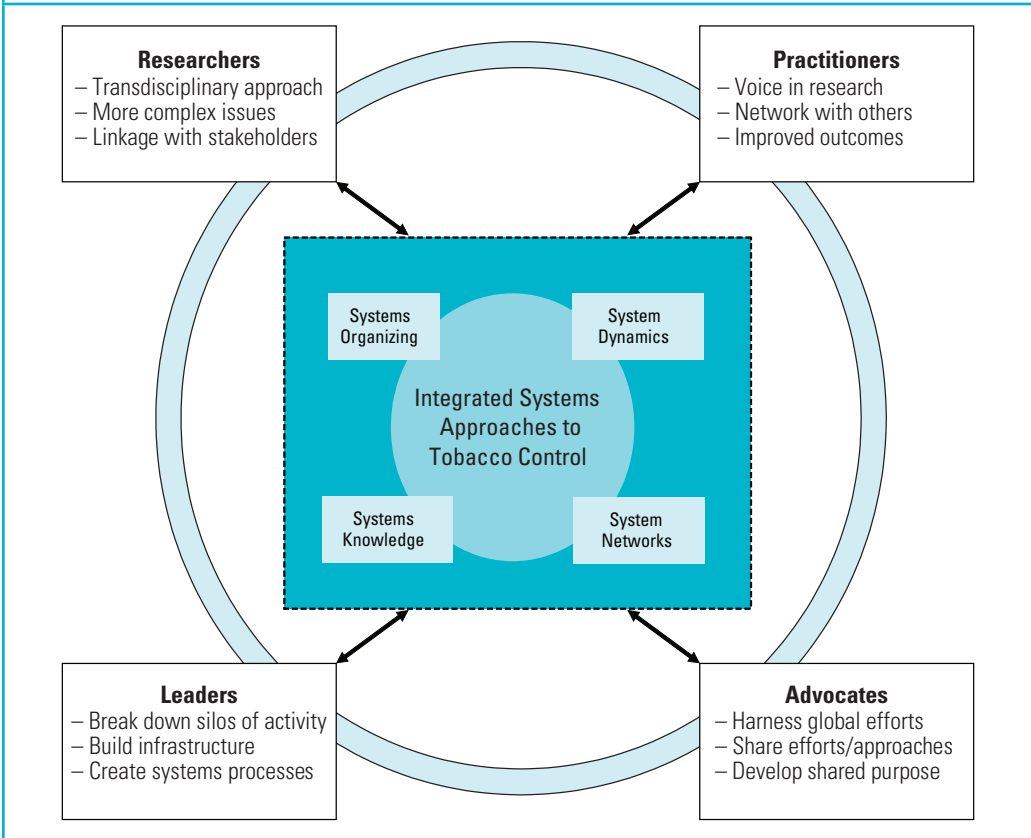 Researchers
– Transdisciplinary approach
– More complex issues
– Linkage with stakeholders
Practitioners
– Voice in research
– Network with others
– Improved outcomes
Systems
Organizing
System
Dynamics
Integrated Systems
Approaches to
Tobacco Control
Systems
Knowledge
System
Networks
Leaders
– Break down silos of activity
– Build infrastructure
– Create systems processes
Advocates
– Harness global efforts
– Share efforts/approaches
– Develop shared purpose